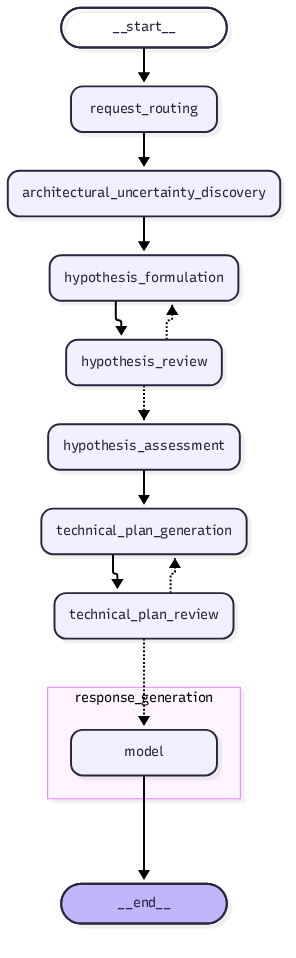 __start__
request_routing
architectural_uncertainty_discovery
hypothesis_formulation
hypothesis_review
hypothesis_assessment
technical_plan_generation
technical_plan_review
response_generation
model
__end__